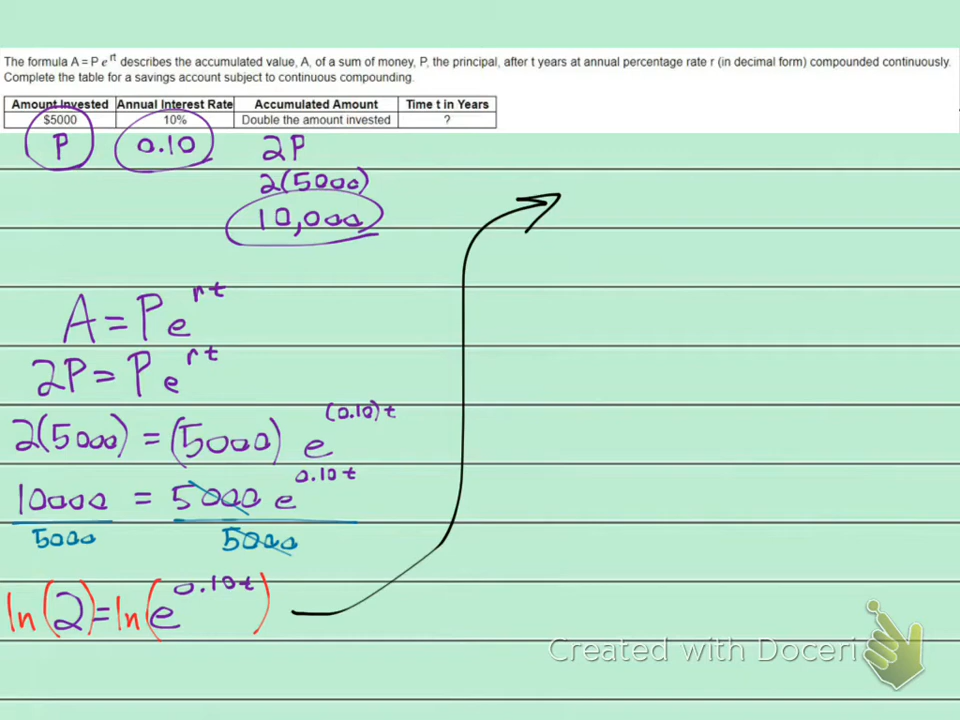 The formula A = P e^rt describes the accumulated value, A, of a sum of money, P, the principal, after t years at annual percentage rate r (in decimal form) compounded continuously.
Complete the table for a savings account subject to continuous compounding.
Amount Invested Annual Interest Rate Accumulated Amount Time t in Years
$5000 10% Double the amount invested ?
P 0.10 2P
2(5000)
10,000
A = Pe^rt
2P = Pe^rt
2(5000) = (5000) e^(0.10)t
10000 = 5000 e^0.10t
5000 5000
ln(2) = ln(e^0.10t)
Created with Doceri